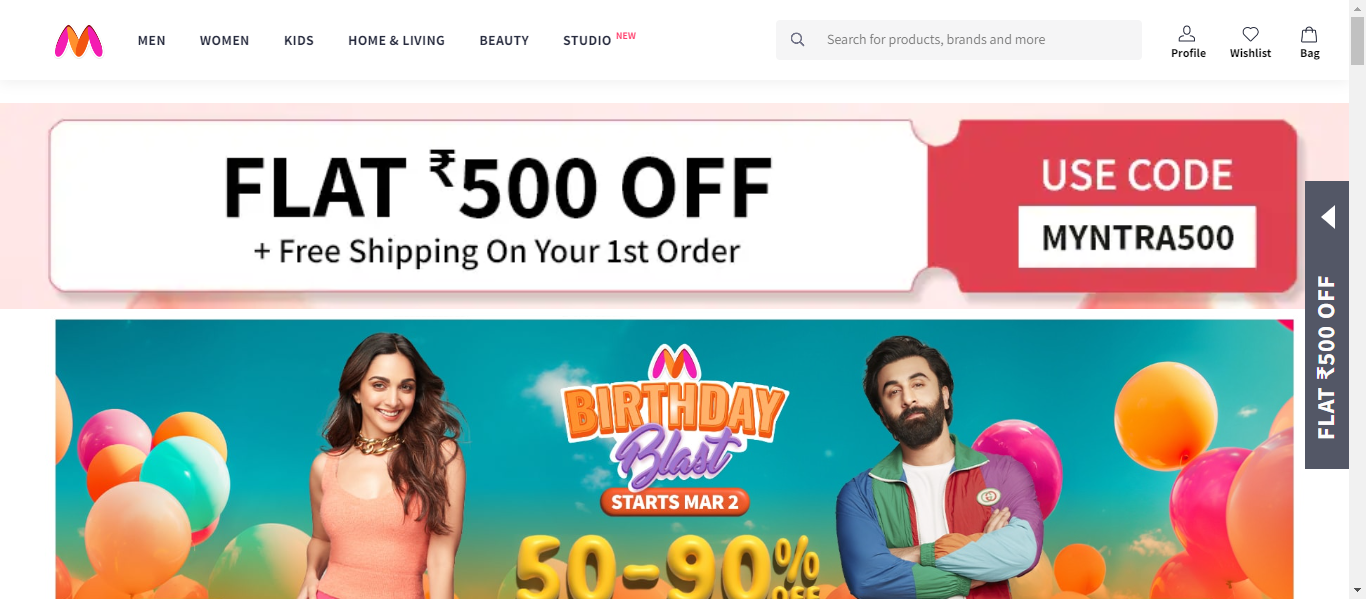 MEN WOMEN KIDS HOME & LIVING BEAUTY STUDIO NEW
Search for products, brands and more
Profile Wishlist Bag
FLAT ₹500 OFF
+ Free Shipping On Your 1st Order
USE CODE
MYNTRA500
FLAT ₹500 OFF
BIRTHDAY
Blast
STARTS MAR 2
50-90% OFF